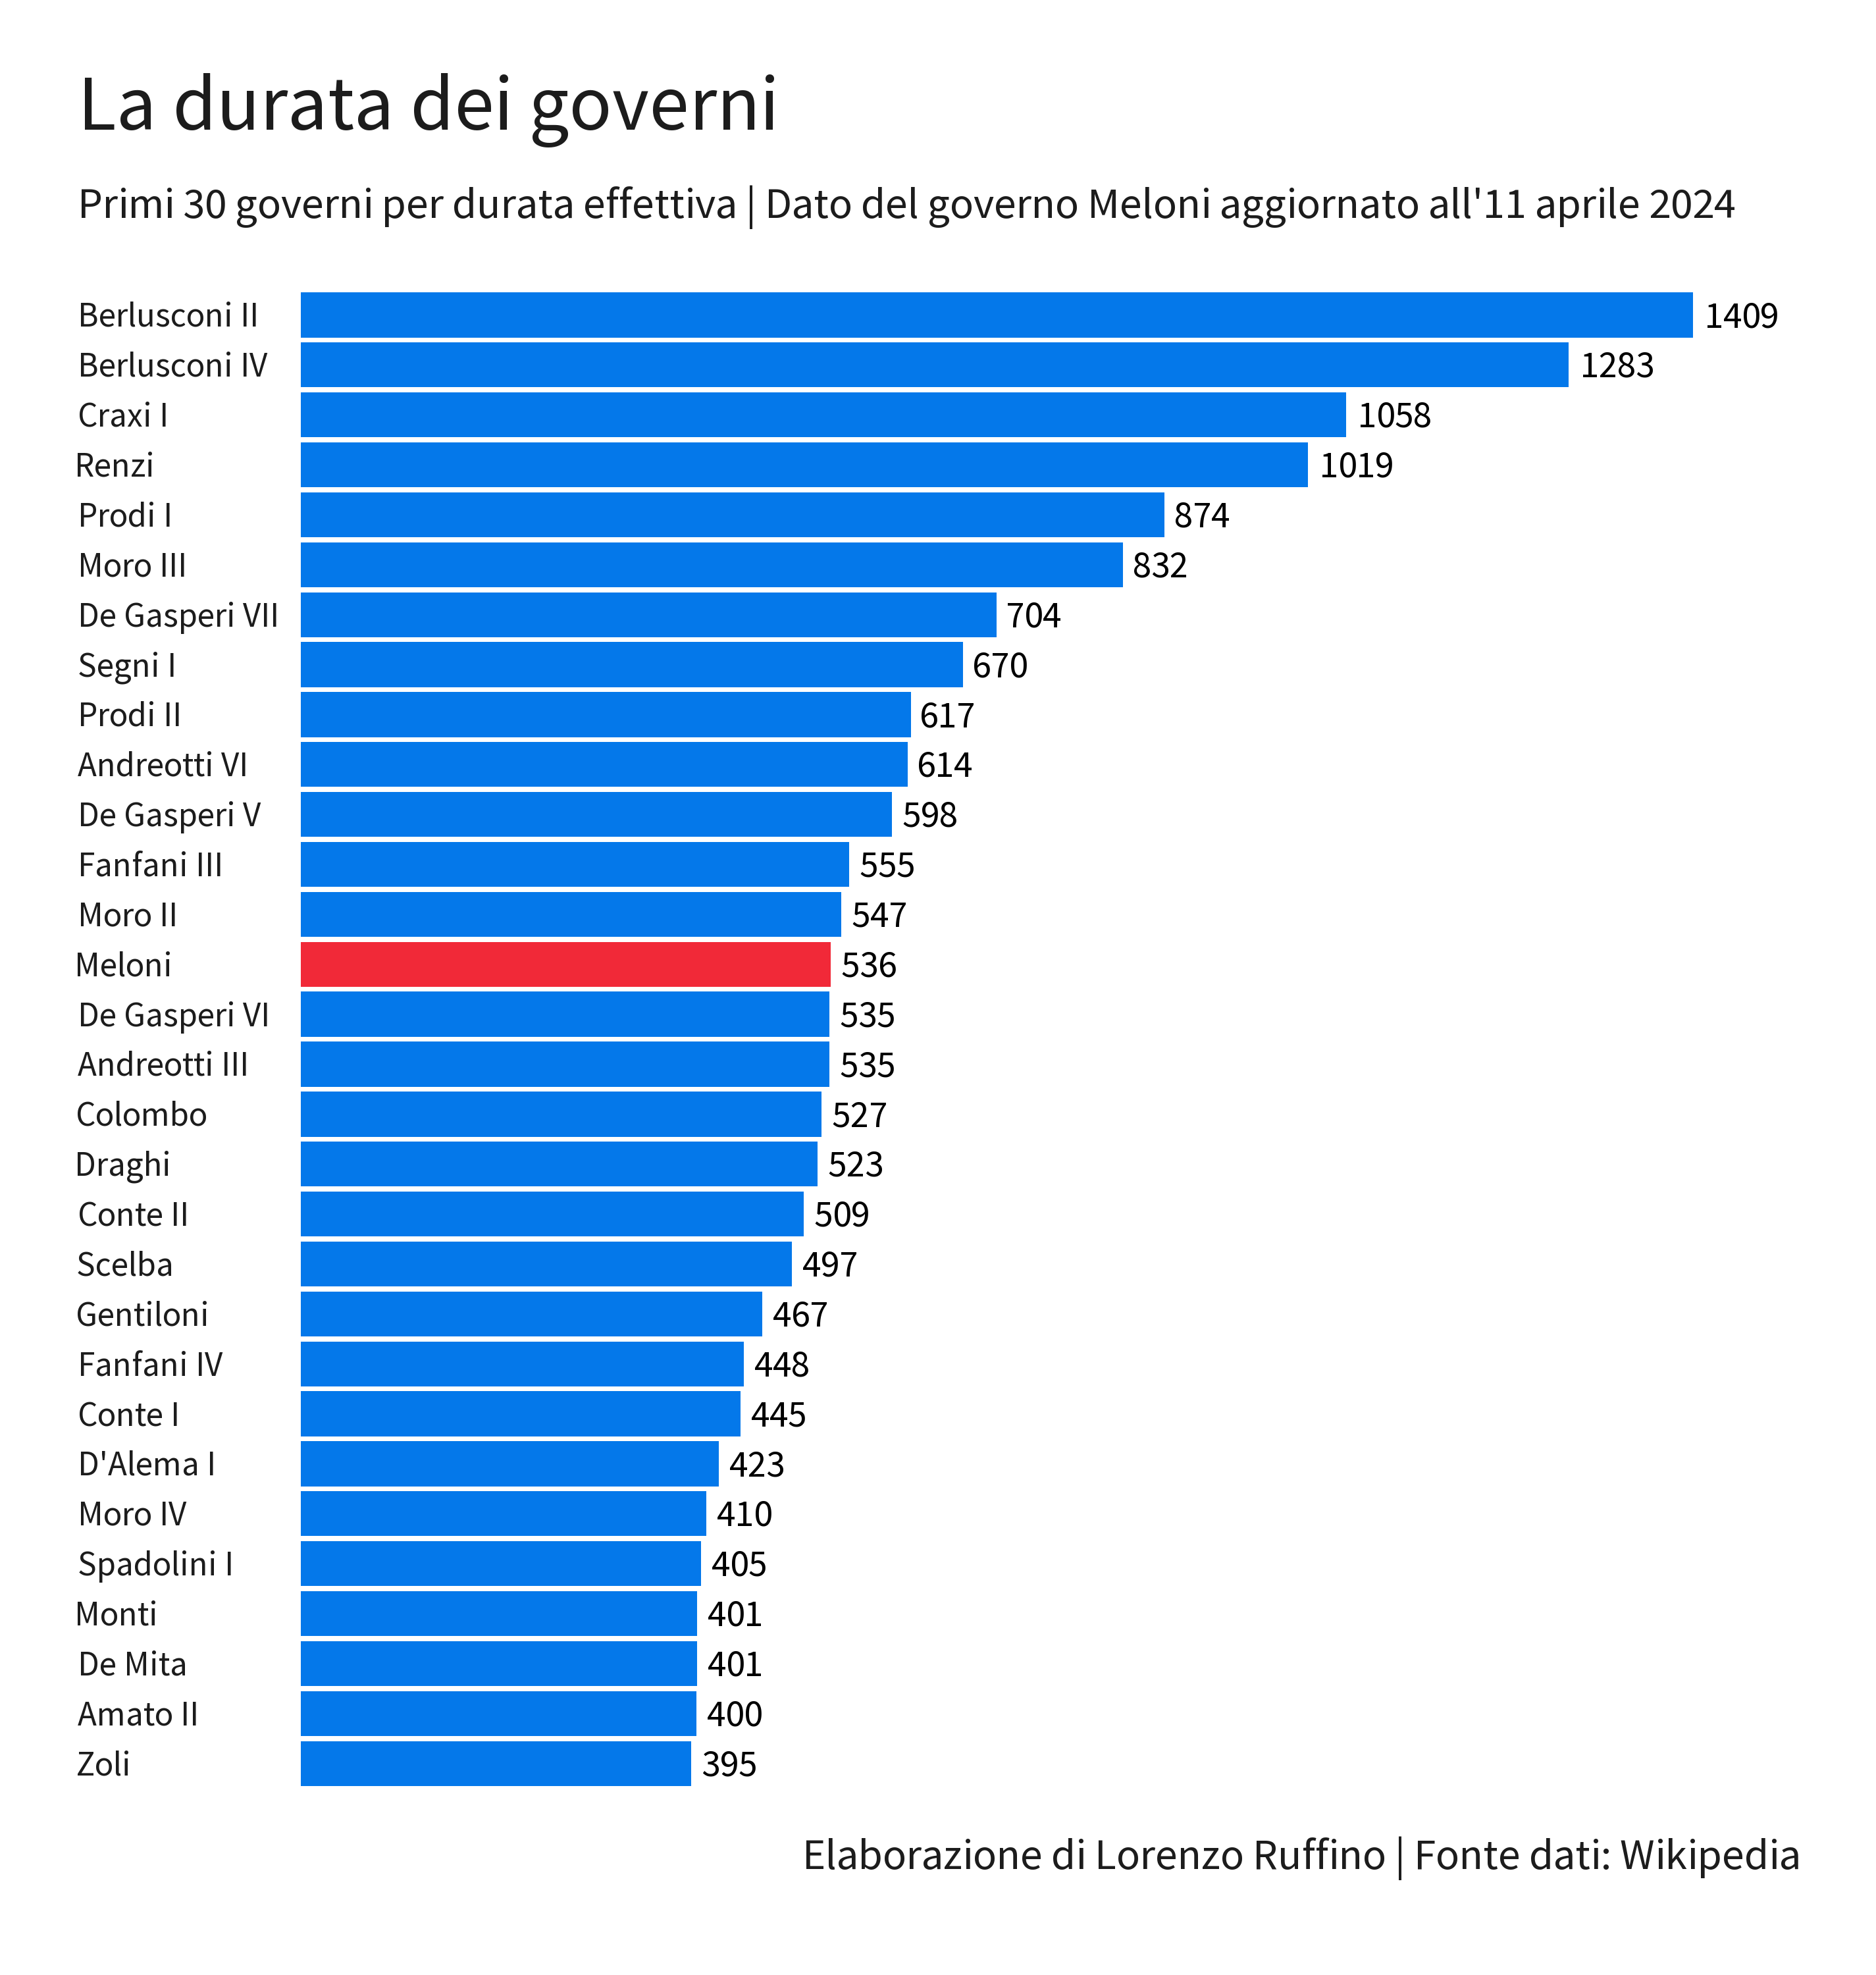 La durata dei governi
Primi 30 governi per durata effettiva | Dato del governo Meloni aggiornato all'11 aprile 2024
Berlusconi II 1409
Berlusconi IV 1283
Craxi I 1058
Renzi 1019
Prodi I 874
Moro III 832
De Gasperi VII 704
Segni I 670
Prodi II 617
Andreotti VI 614
De Gasperi V 598
Fanfani III 555
Moro II 547
Meloni 536
De Gasperi VI 535
Andreotti III 535
Colombo 527
Draghi 523
Conte II 509
Scelba 497
Gentiloni 467
Fanfani IV 448
Conte I 445
D'Alema I 423
Moro IV 410
Spadolini I 405
Monti 401
De Mita 401
Amato II 400
Zoli 395
Elaborazione di Lorenzo Ruffino | Fonte dati: Wikipedia